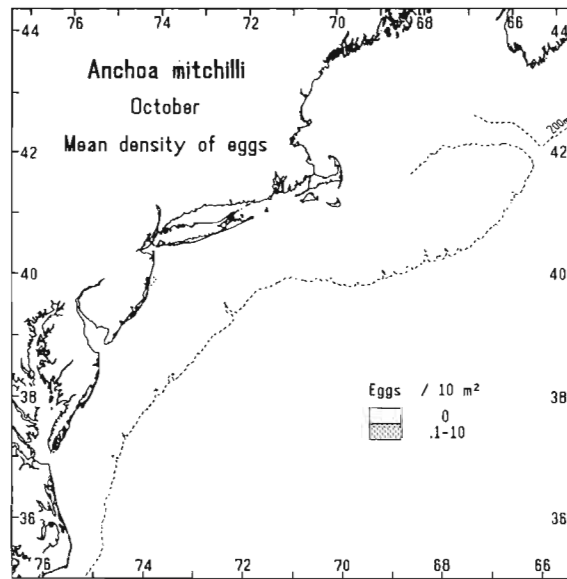 76 74 72 70 68 66
44 44
Anchoa mitchilli
October
Mean density of eggs
200m
42 42
40 40
Eggs / 10 m²
0
.1-10
38 38
36 36
76 74 72 70 68 66